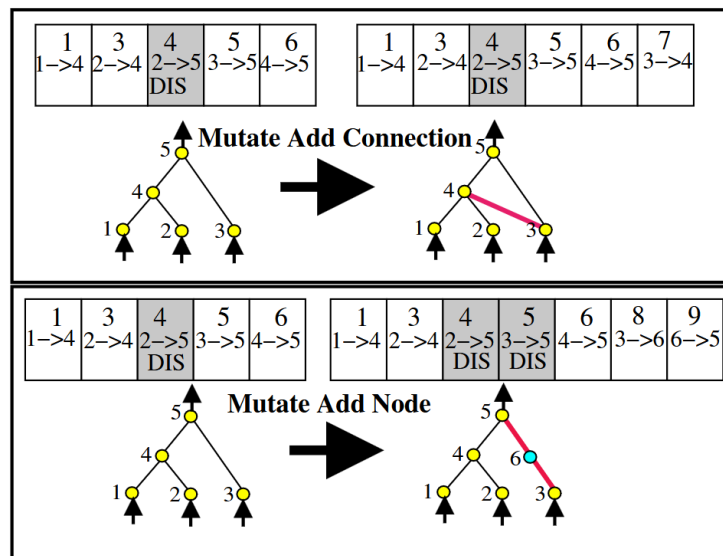 1 3 4 5 6
1->4 2->4 2->5 3->5 4->5
DIS
1 3 4 5 6 7
1->4 2->4 2->5 3->5 4->5 3->4
DIS
Mutate Add Connection
5
4
1 2 3
5
4
1 2 3
1 3 4 5 6
1->4 2->4 2->5 3->5 4->5
DIS
1 3 4 5 6 8 9
1->4 2->4 2->5 3->5 4->5 3->6 6->5
DIS DIS
Mutate Add Node
5
4
1 2 3
5
4 6
1 2 3